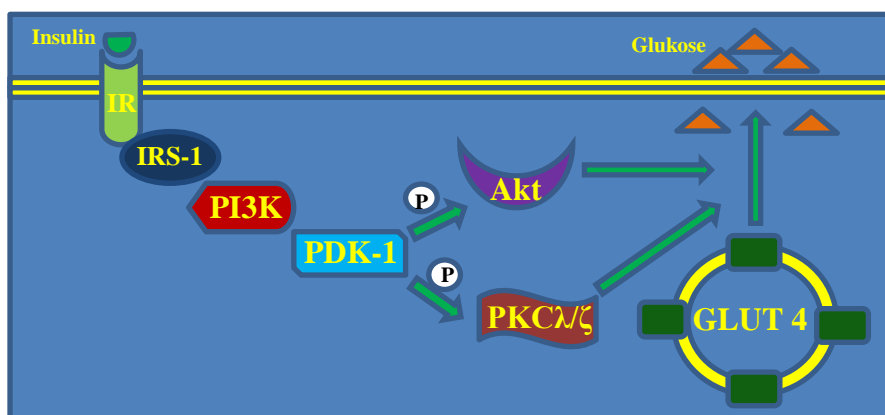 Insulin
Glukose
IR
IRS-1
PI3K
P
Akt
PDK-1
P
PKCλ/ζ
GLUT 4